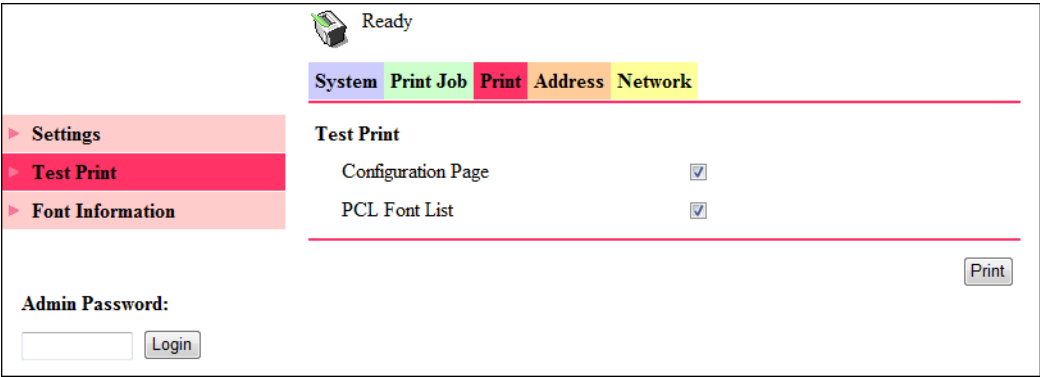 Ready
System Print Job Print Address Network
Settings
Test Print
Font Information
Test Print
Configuration Page
PCL Font List
Print
Admin Password:
Login